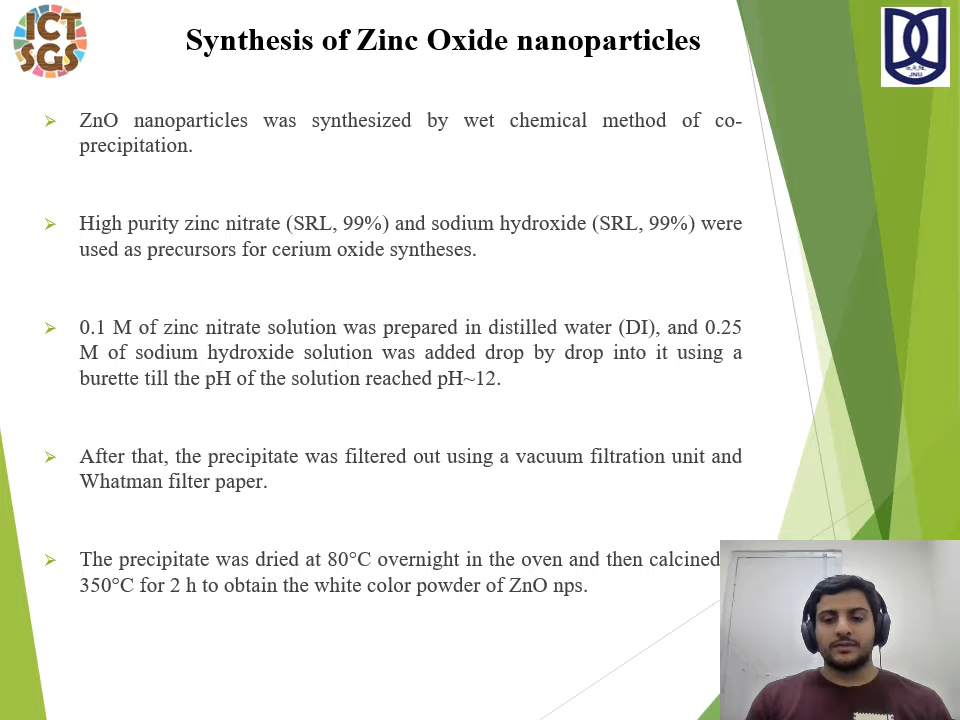 ICT
SGS
Synthesis of Zinc Oxide nanoparticles
JNU
➢ ZnO nanoparticles was synthesized by wet chemical method of co-
precipitation.
➢ High purity zinc nitrate (SRL, 99%) and sodium hydroxide (SRL, 99%) were
used as precursors for cerium oxide syntheses.
➢ 0.1 M of zinc nitrate solution was prepared in distilled water (DI), and 0.25
M of sodium hydroxide solution was added drop by drop into it using a
burette till the pH of the solution reached pH~12.
➢ After that, the precipitate was filtered out using a vacuum filtration unit and
Whatman filter paper.
➢ The precipitate was dried at 80°C overnight in the oven and then calcined
350°C for 2 h to obtain the white color powder of ZnO nps.